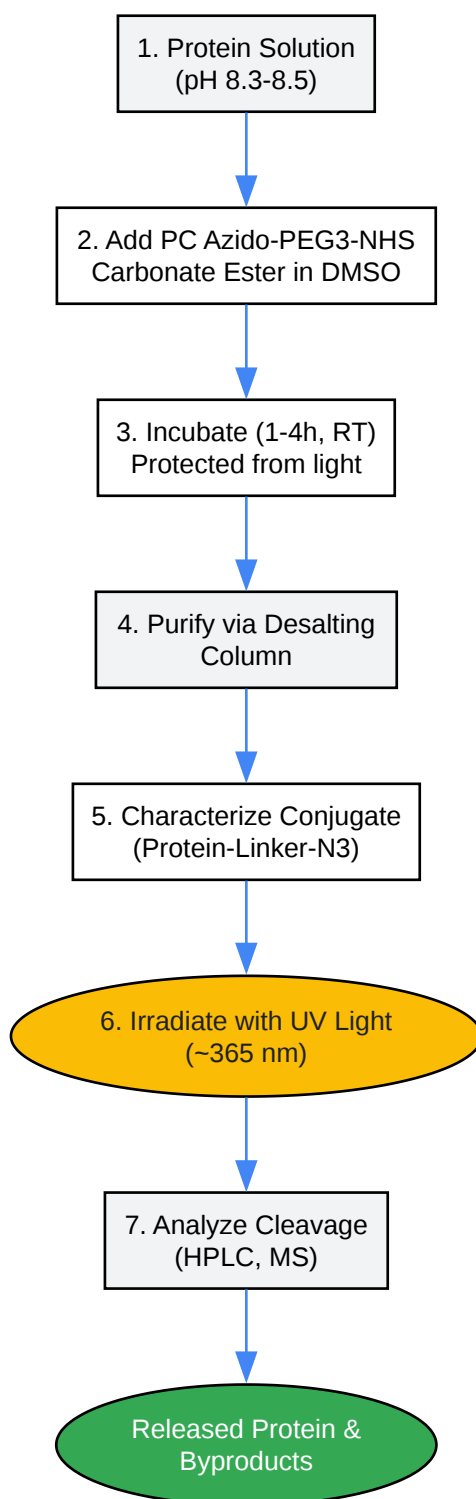 1. Protein Solution
(pH 8.3-8.5)
2. Add PC Azido-PEG3-NHS
Carbonate Ester in DMSO
3. Incubate (1-4h, RT)
Protected from light
4. Purify via Desalting
Column
5. Characterize Conjugate
(Protein-Linker-N3)
6. Irradiate with UV Light
(~365 nm)
7. Analyze Cleavage
(HPLC, MS)
Released Protein &
Byproducts